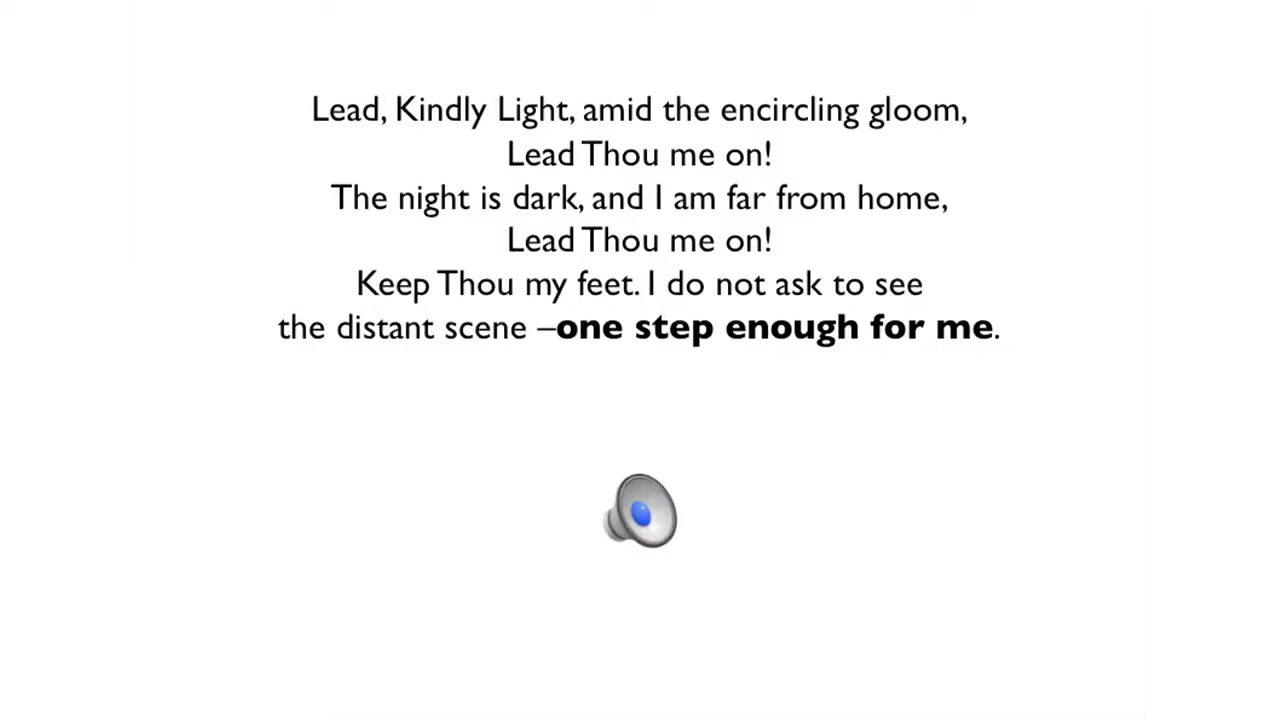 Lead, Kindly Light, amid the encircling gloom,
Lead Thou me on!
The night is dark, and I am far from home,
Lead Thou me on!
Keep Thou my feet. I do not ask to see
the distant scene –one step enough for me.